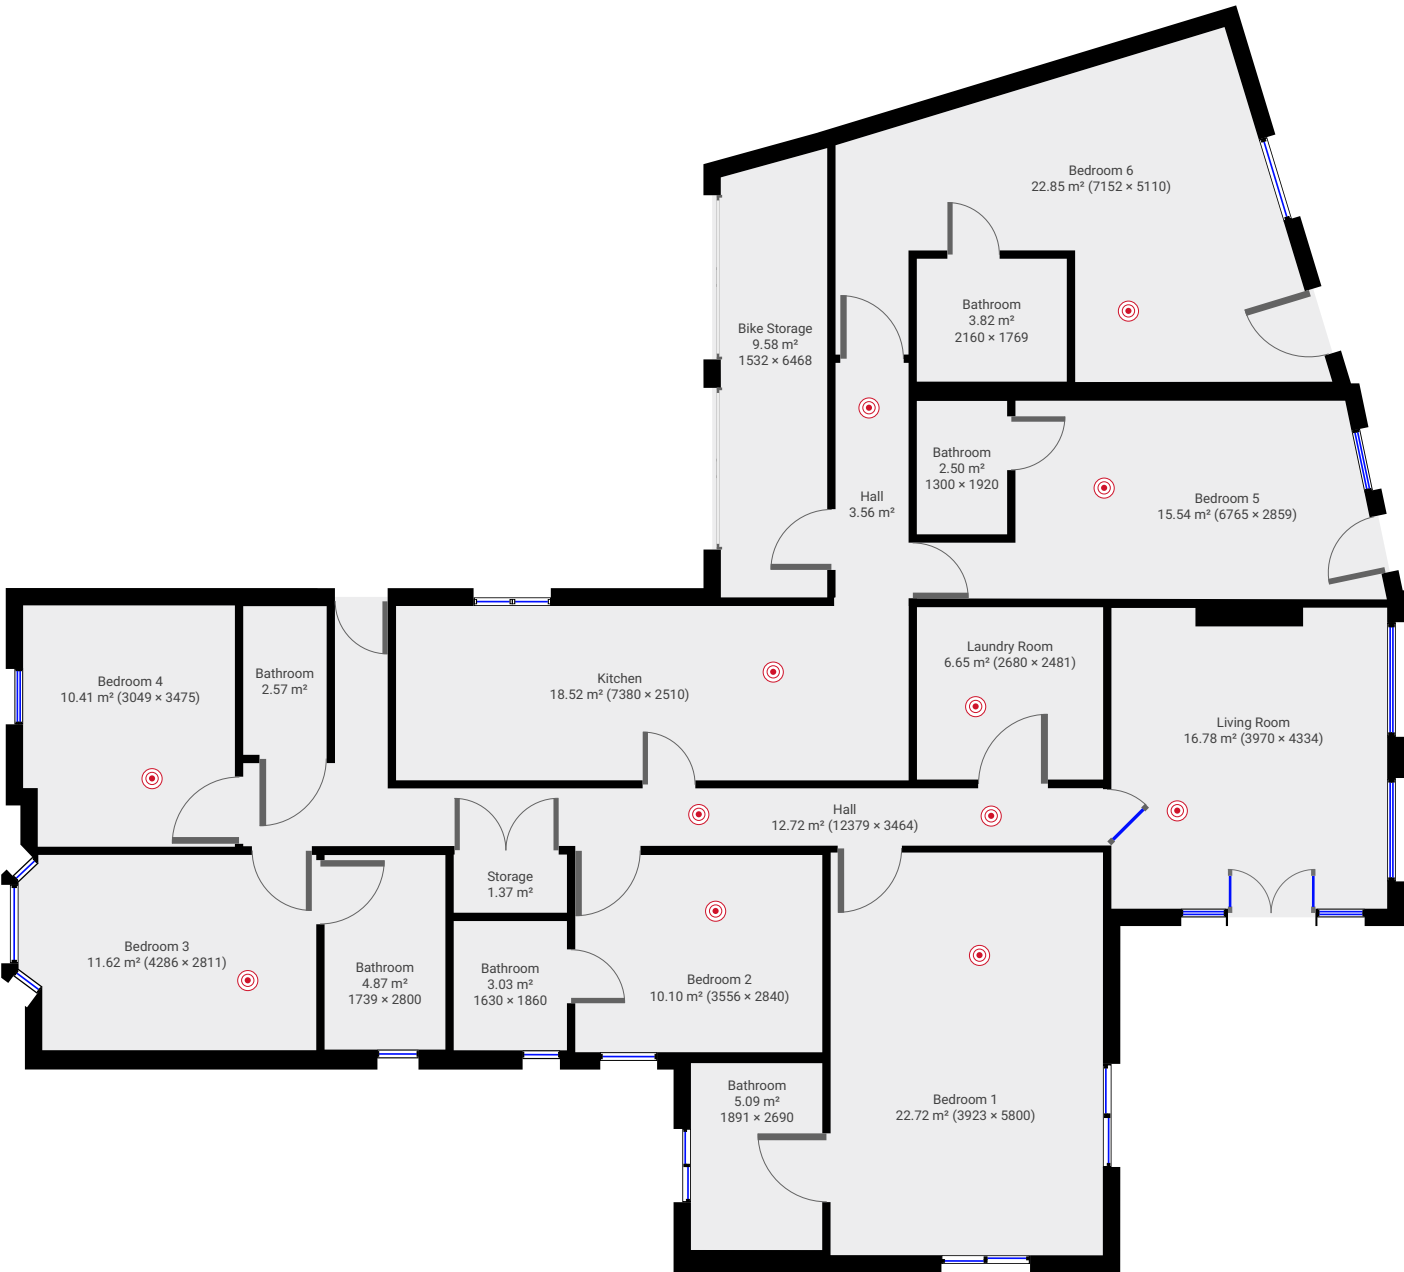 Bedroom 6
22.85 m² (7152 × 5110)
Bathroom
3.82 m²
2160 × 1769
Bike Storage
9.58 m²
1532 × 6468
Bathroom
2.50 m²
1300 × 1920
Hall
3.56 m²
Bedroom 5
15.54 m² (6765 × 2859)
Laundry Room
6.65 m² (2680 × 2481)
Bathroom
2.57 m²
Bedroom 4
10.41 m² (3049 × 3475)
Kitchen
18.52 m² (7380 × 2510)
Living Room
16.78 m² (3970 × 4334)
Hall
12.72 m² (12379 × 3464)
Storage
1.37 m²
Bedroom 3
11.62 m² (4286 × 2811)
Bathroom
4.87 m²
1739 × 2800
Bathroom
3.03 m²
1630 × 1860
Bedroom 2
10.10 m² (3556 × 2840)
Bathroom
5.09 m²
1891 × 2690
Bedroom 1
22.72 m² (3923 × 5800)